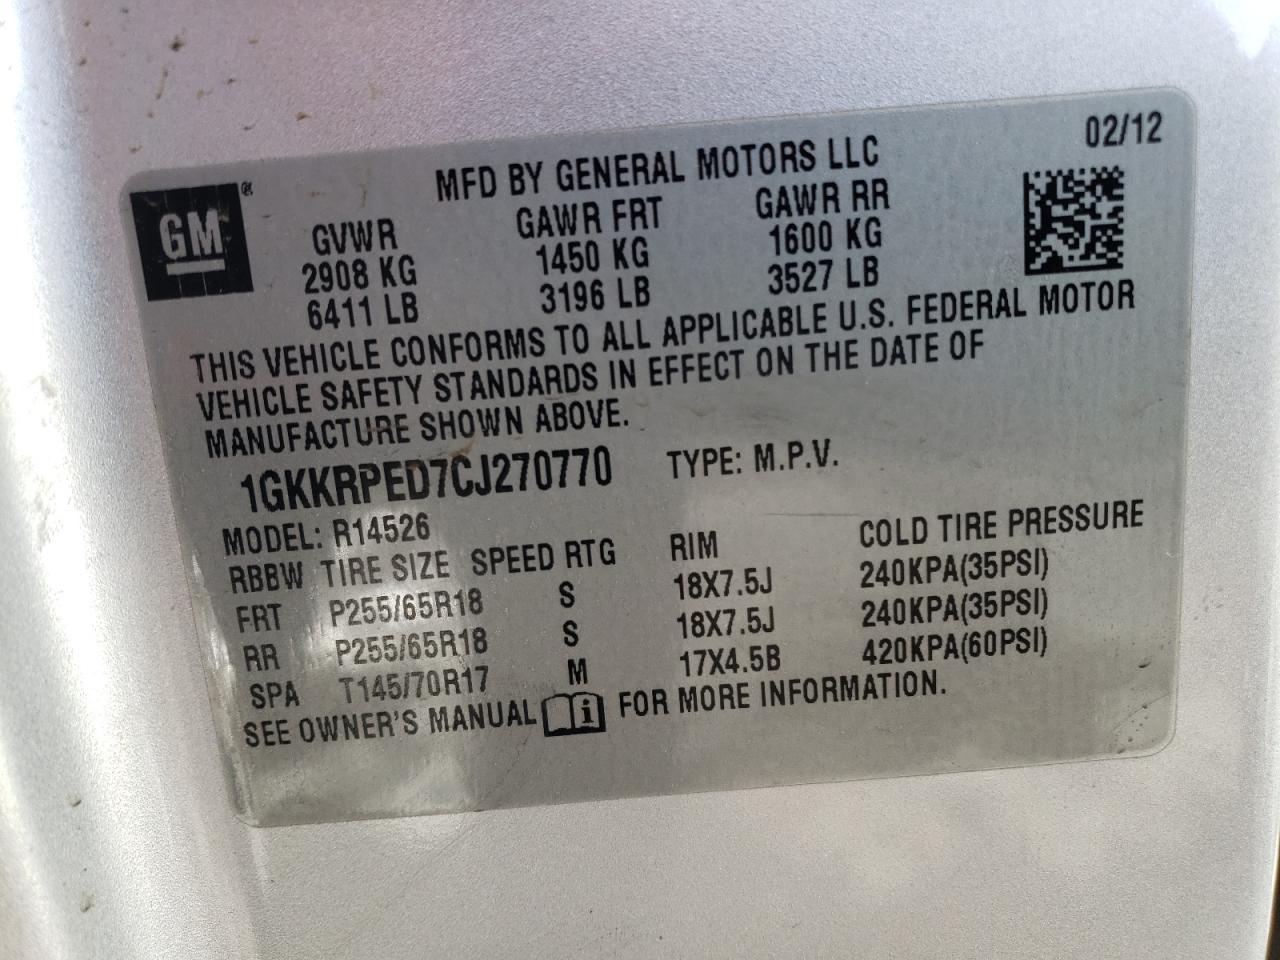 02/12
MFD BY GENERAL MOTORS LLC
GM
GVWR GAWR FRT GAWR RR
2908 KG 1450 KG 1600 KG
6411 LB 3196 LB 3527 LB
THIS VEHICLE CONFORMS TO ALL APPLICABLE U.S. FEDERAL MOTOR
VEHICLE SAFETY STANDARDS IN EFFECT ON THE DATE OF
MANUFACTURE SHOWN ABOVE.
1GKKRPED7CJ270770 TYPE: M.P.V.
MODEL: R14526
RBBW TIRE SIZE SPEED RTG RIM COLD TIRE PRESSURE
FRT P255/65R18 S 18X7.5J 240KPA(35PSI)
RR P255/65R18 S 18X7.5J 240KPA(35PSI)
SPA T145/70R17 M 17X4.5B 420KPA(60PSI)
SEE OWNER'S MANUAL i FOR MORE INFORMATION.